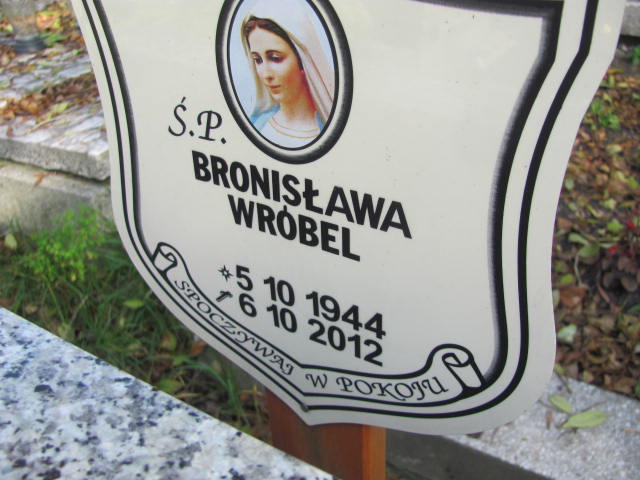 Ś.P.
BRONISŁAWA
WRÓBEL
*5 10 1944
†6 10 2012
SPOCZYWAJ W POKOJU